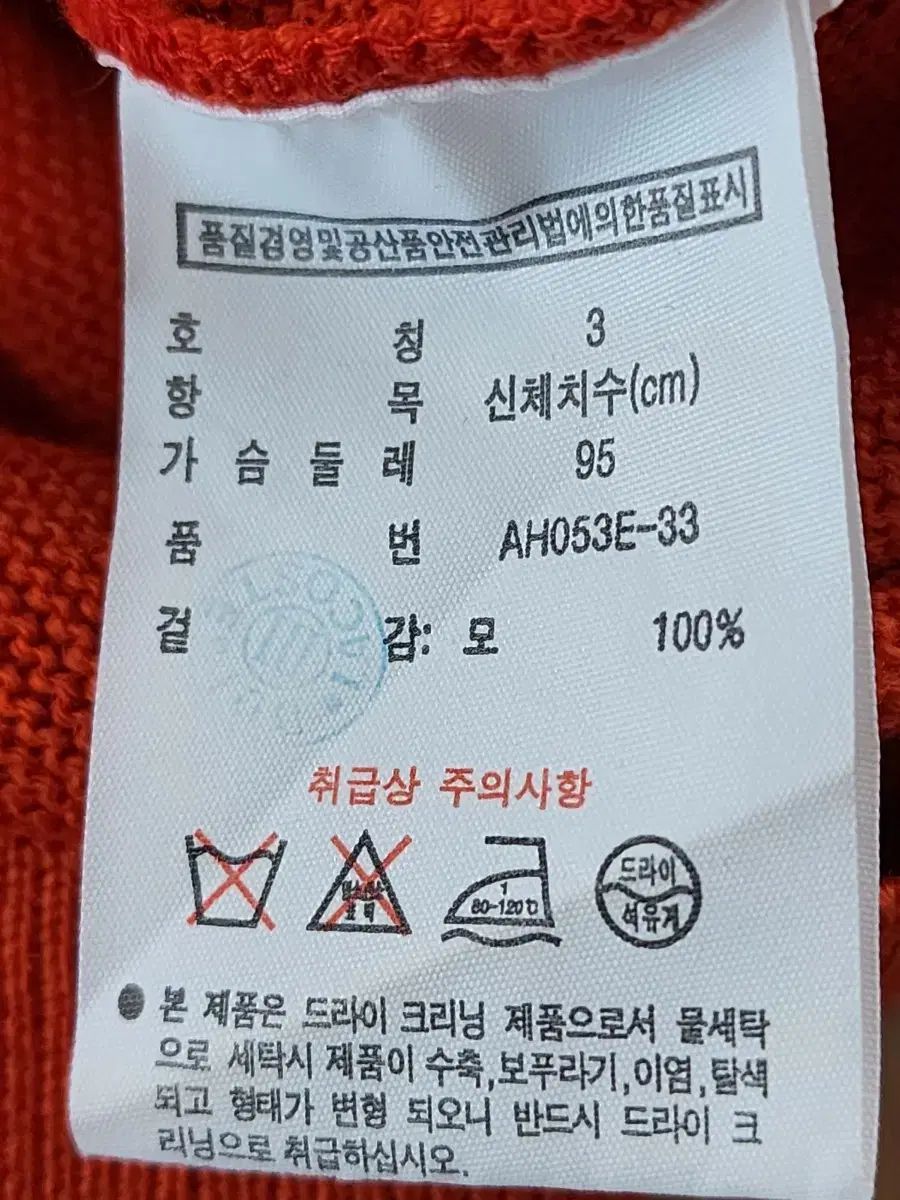 품질경영및공산품안전관리법에의한품질표시
호 칭 3
항 목 신체치수(cm)
가 슴 둘 레 95
품 번 AH053E-33
겉 감: 모 100%
취급상 주의사항
1
80-120℃
드라이
석유계
● 본 제품은 드라이 크리닝 제품으로서 물세탁
으로 세탁시 제품이 수축,보푸라기,이염,탈색
되고 형태가 변형 되오니 반드시 드라이 크
리닝으로 취급하십시오.